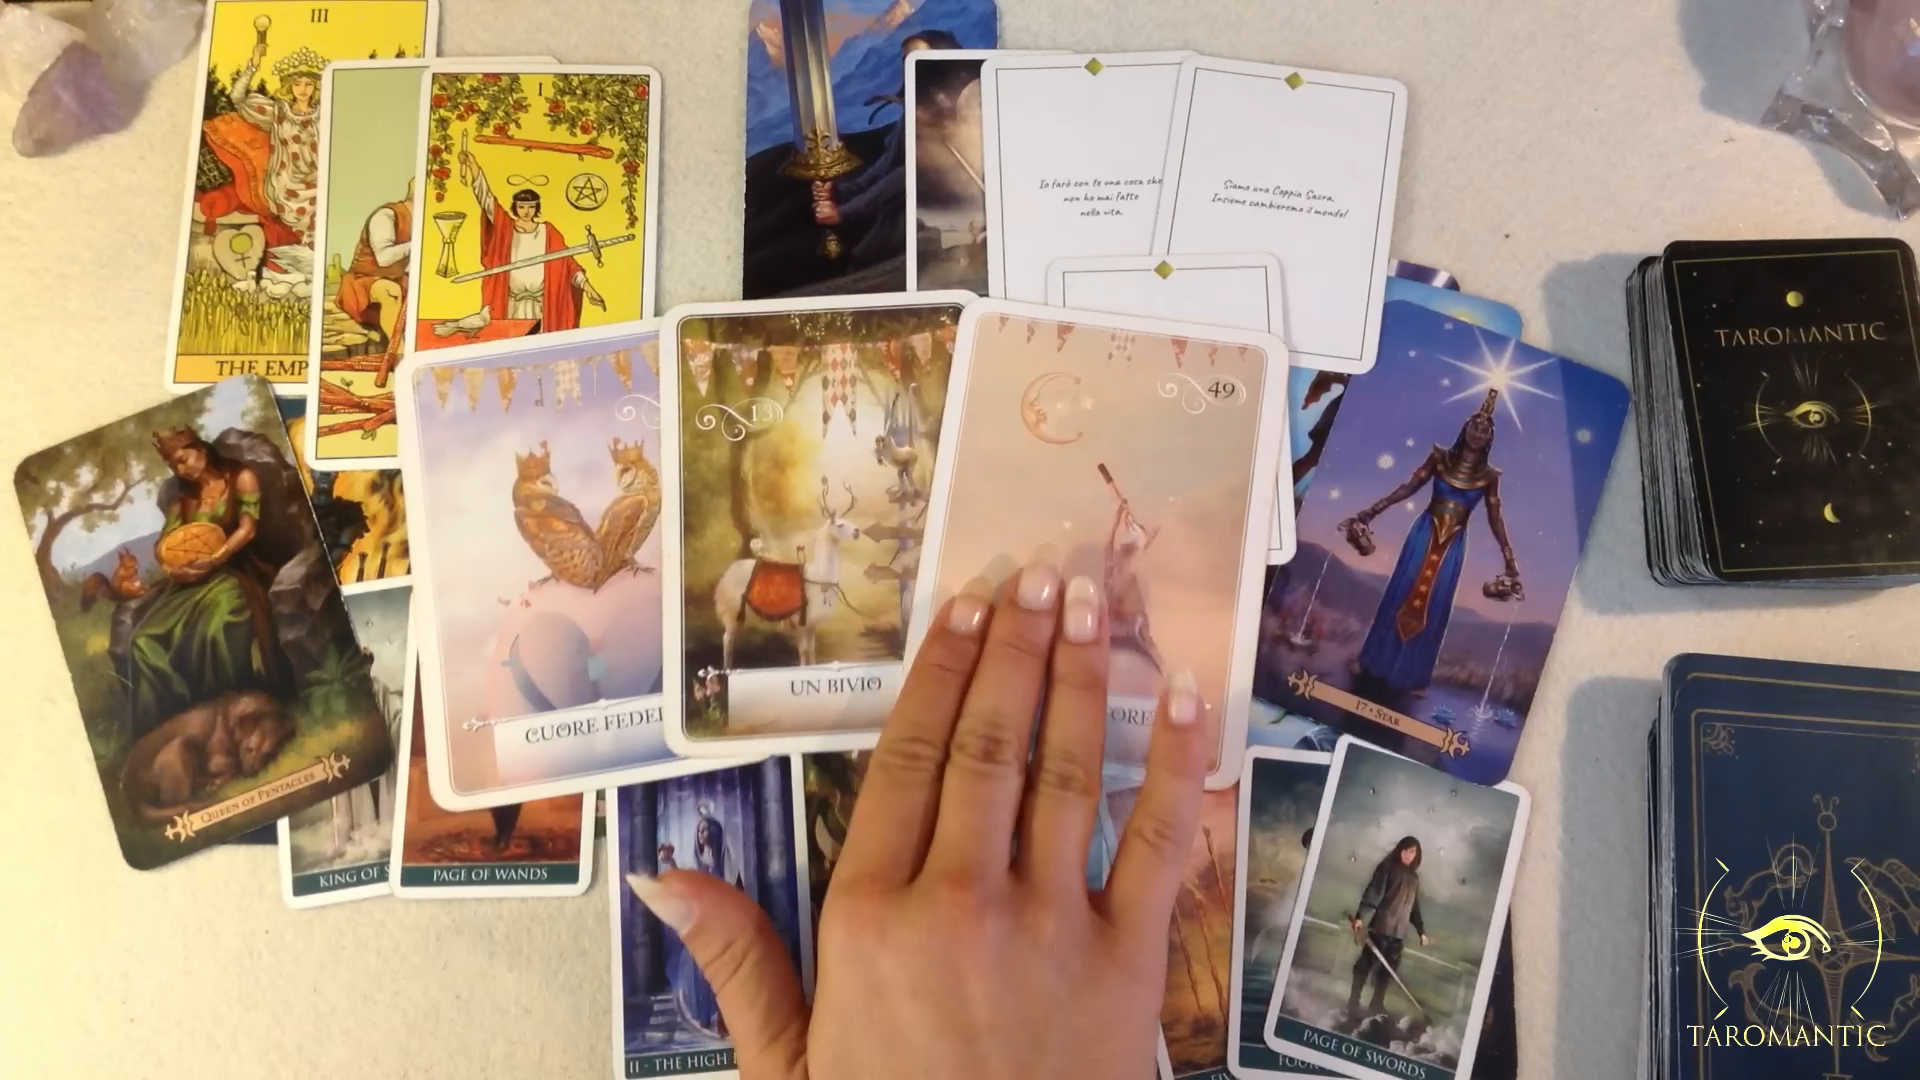 III
THE EMP
I
Io farò con te una cosa che
non ho mai fatto
nella vita
Siamo una Coppia Sacra
Insieme cambieremo il mondo!
TAROMANTIC
13
49
CUORE FEDEL
UN BIVIO
17 • STAR
QUEEN OF PENTACLES
KING OF S
PAGE OF WANDS
II - THE HIGH
PAGE OF SWORDS
FOUR
TAROMANTIC